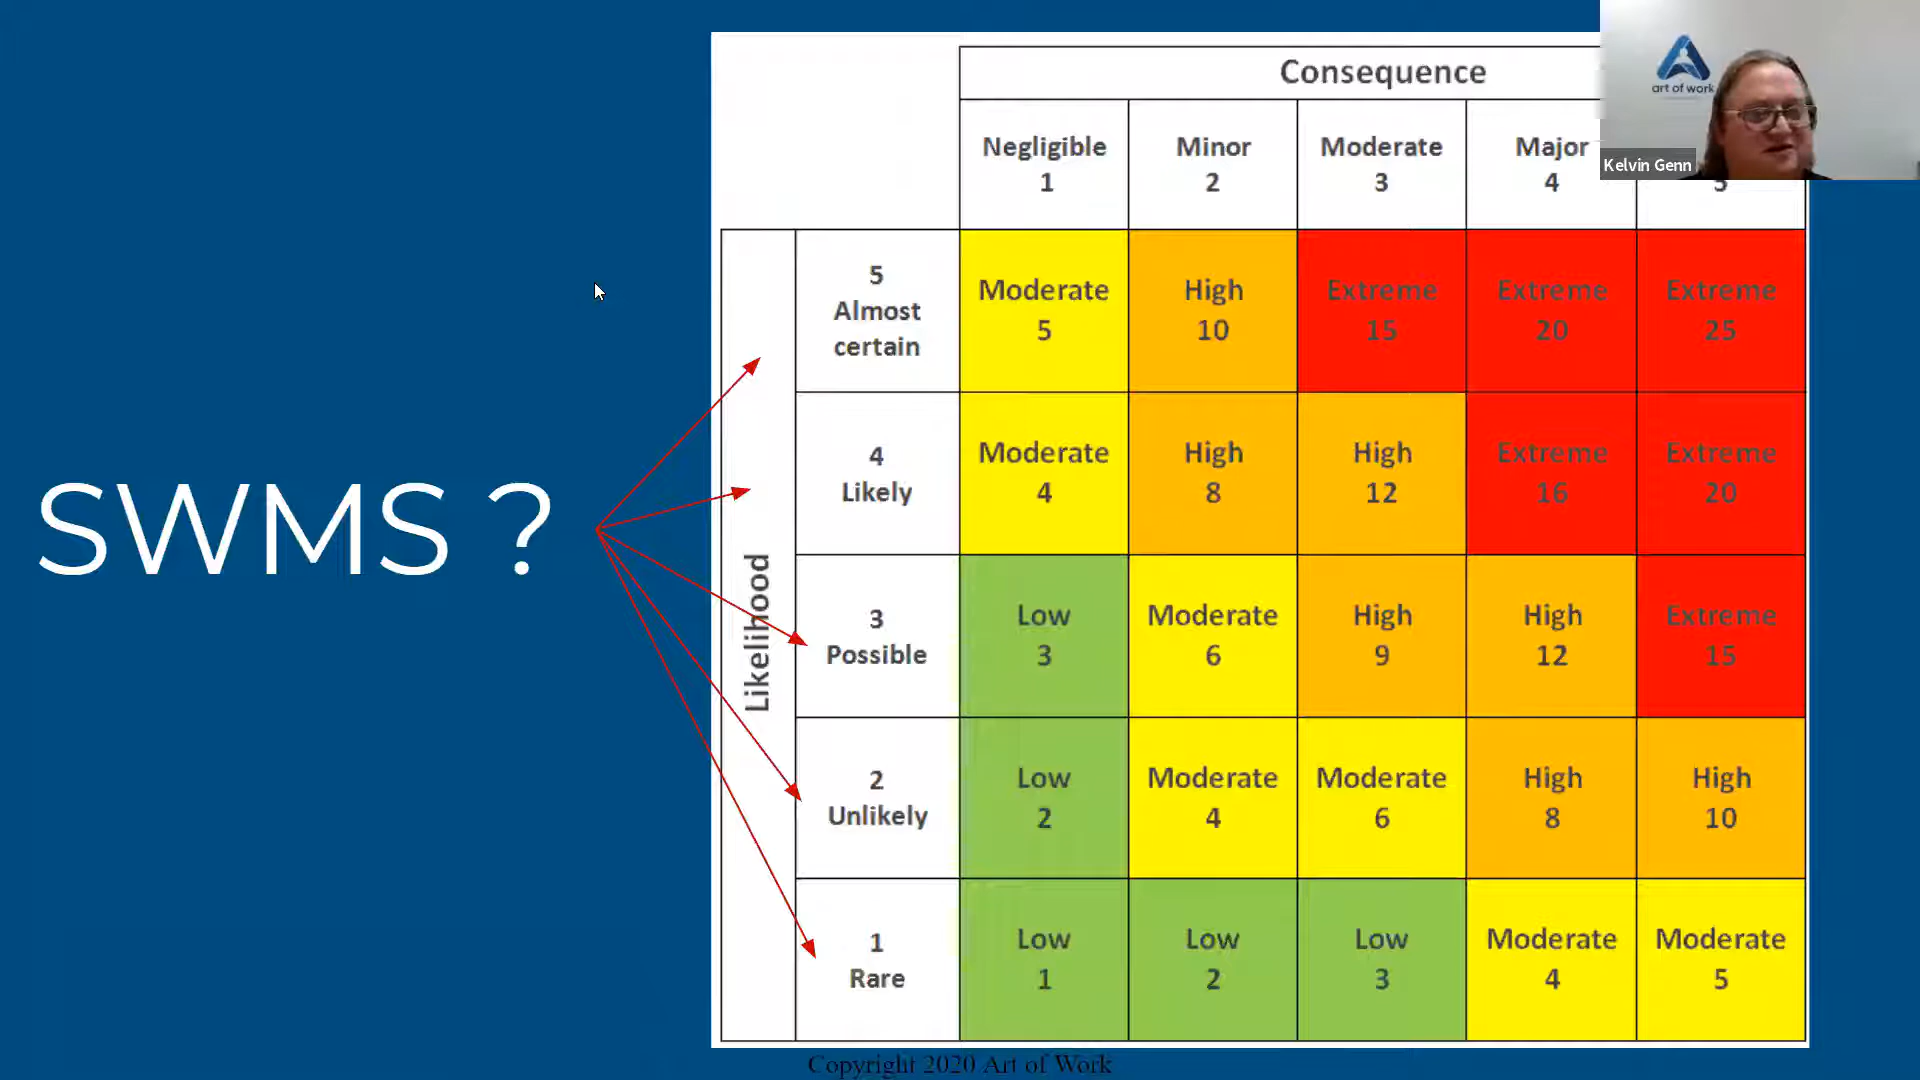 Consequence
art of work
Kelvin Genn
Negligible Minor Moderate Major
1 2 3 4 5
SWMS ?
Likelihood
5
Almost
certain
Moderate High Extreme Extreme Extreme
5 10 15 20 25
4
Likely
Moderate High High Extreme Extreme
4 8 12 16 20
3
Possible
Low Moderate High High Extreme
3 6 9 12 15
2
Unlikely
Low Moderate Moderate High High
2 4 6 8 10
1
Rare
Low Low Low Moderate Moderate
1 2 3 4 5
Copyright 2020 Art of Work